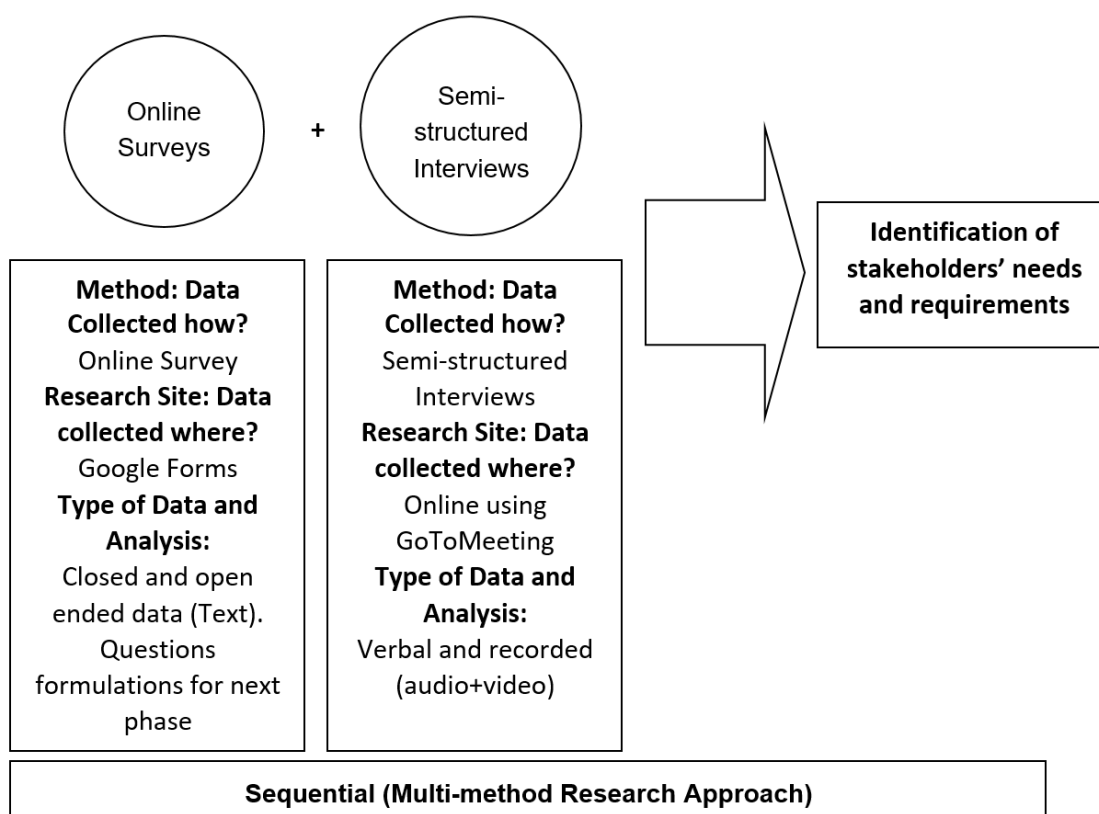 Online
Surveys
+
Semi-
structured
Interviews
Identification of
stakeholders’ needs
and requirements
Method: Data
Collected how?
Online Survey
Research Site: Data
collected where?
Google Forms
Type of Data and
Analysis:
Closed and open
ended data (Text).
Questions
formulations for next
phase
Method: Data
Collected how?
Semi-structured
Interviews
Research Site: Data
collected where?
Online using
GoToMeeting
Type of Data and
Analysis:
Verbal and recorded
(audio+video)
Sequential (Multi-method Research Approach)